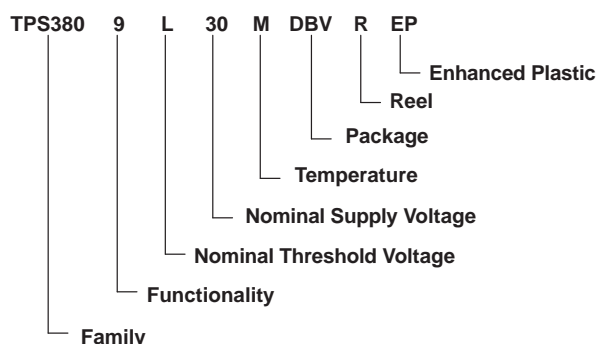 TPS380 9 L 30 M DBV R EP
Enhanced Plastic
Reel
Package
Temperature
Nominal Supply Voltage
Nominal Threshold Voltage
Functionality
Family